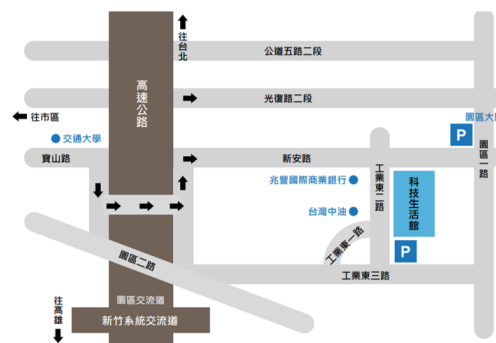 往台北
公道五路二段
高速公路
光復路二段
往市區
園區大
交通大學
P
園區一路
寶山路
新安路
兆豐國際商業銀行
工業東二路
科技生活館
台灣中油
工業東一路
P
園區二路
工業東三路
往高雄
園區交流道
新竹系統交流道